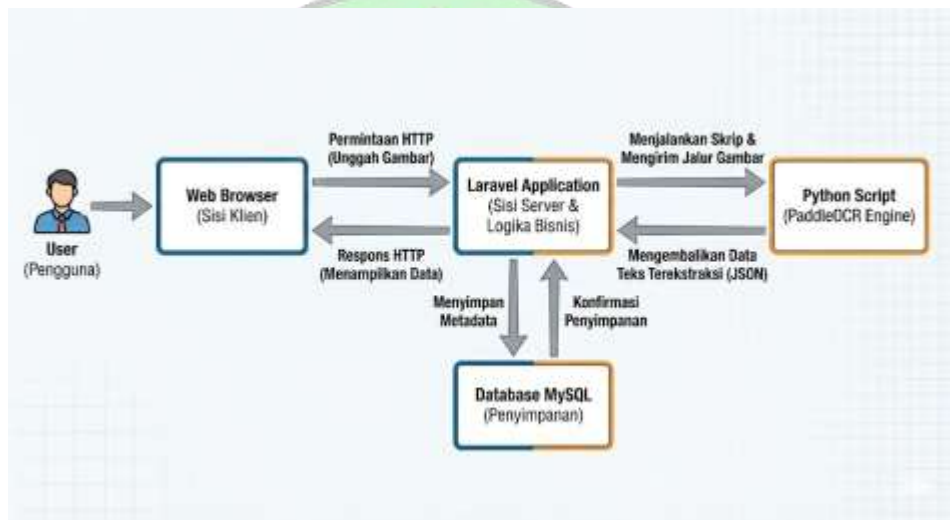 User
(Pengguna)
Web Browser
(Sisi Klien)
Permintaan HTTP
(Unggah Gambar)
Respons HTTP
(Menampilkan Data)
Laravel Application
(Sisi Server &
Logika Bisnis)
Menjalankan Skrip &
Mengirim Jalur Gambar
Mengembalikan Data
Teks Terekstraksi (JSON)
Python Script
(PaddleOCR Engine)
Menyimpan
Metadata
Konfirmasi
Penyimpanan
Database MySQL
(Penyimpanan)